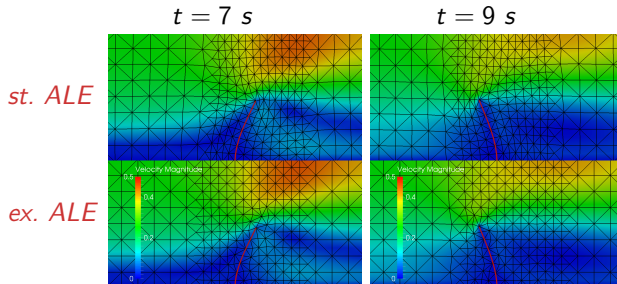 t = 7 s
t = 9 s
st. ALE
ex. ALE
Velocity Magnitude
0.5
0.4
0.2
0
Velocity Magnitude
0.5
0.4
0.2
0